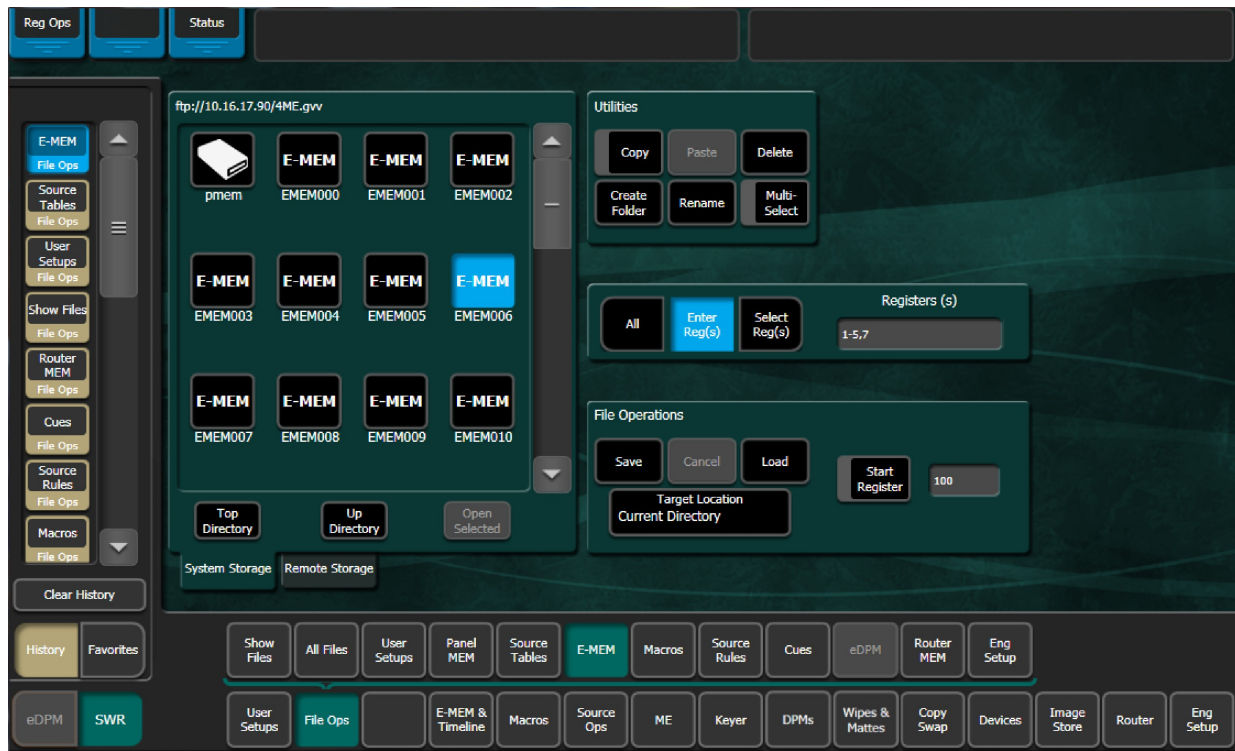 Reg Ops
Status
ftp://10.16.17.90/4ME.gvv
E-MEM
File Ops
Source
Tables
File Ops
User
Setups
File Ops
Show Files
File Ops
Router
MEM
File Ops
Cues
File Ops
Source
Rules
File Ops
Macros
File Ops
Clear History
History
Favorites
eDPM
SWR
pmem
E-MEM
EMEM000
E-MEM
EMEM001
E-MEM
EMEM002
E-MEM
EMEM003
E-MEM
EMEM004
E-MEM
EMEM005
E-MEM
EMEM006
E-MEM
EMEM007
E-MEM
EMEM008
E-MEM
EMEM009
E-MEM
EMEM010
Top
Directory
Up
Directory
Open
Selected
System Storage
Remote Storage
Utilities
Copy
Paste
Delete
Create
Folder
Rename
Multi-
Select
All
Enter
Reg(s)
Select
Reg(s)
Registers (s)
1-5,7
File Operations
Save
Cancel
Load
Target Location
Current Directory
Start
Register
100
Show
Files
All Files
User
Setups
Panel
MEM
Source
Tables
E-MEM
Macros
Source
Rules
Cues
eDPM
Router
MEM
Eng
Setup
User
Setups
File Ops
E-MEM &
Timeline
Macros
Source
Ops
ME
Keyer
DPMs
Wipes &
Mattes
Copy
Swap
Devices
Image
Store
Router
Eng
Setup